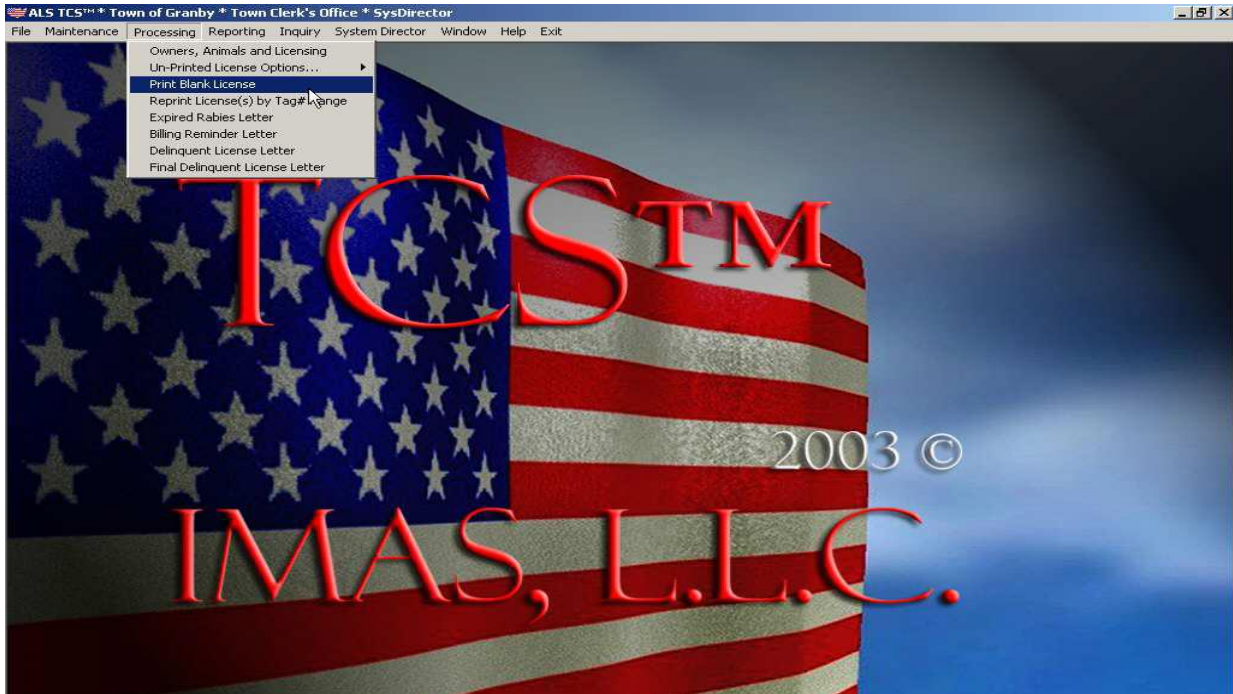 ALS TCS™ * Town of Granby * Town Clerk's Office * SysDirector
File Maintenance Processing Reporting Inquiry System Director Window Help Exit
Owners, Animals and Licensing
Un-Printed License Options...
Print Blank License
Reprint License(s) by Tag# Range
Expired Rabies Letter
Billing Reminder Letter
Delinquent License Letter
Final Delinquent License Letter
TCS™
2003 ©
IMAS, L.L.C.